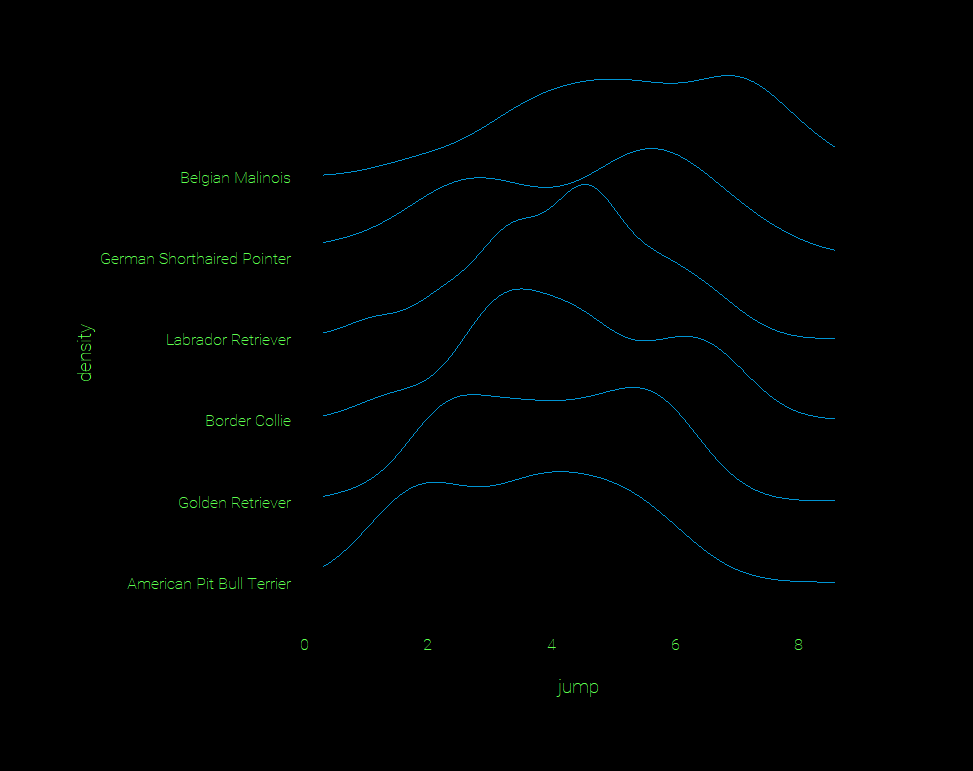 Belgian Malinois
German Shorthaired Pointer
Labrador Retriever
Border Collie
Golden Retriever
American Pit Bull Terrier
density
0 2 4 6 8
jump